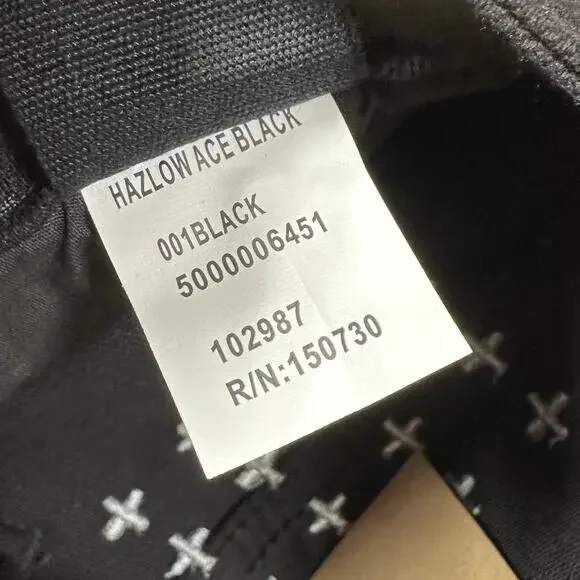 HAZLOW ACE BLACK
001BLACK
5000006451
102987
R/N:150730